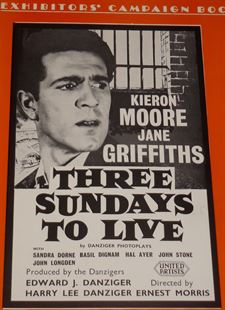 EXHIBITORS' CAMPAIGN BOO
KIERON
MOORE
JANE
GRIFFITHS
THREE
SUNDAYS
TO LIVE
by DANZIGER PHOTOPLAYS
WITH
SANDRA DORNE BASIL DIGNAM HAL AYER JOHN STONE
JOHN LONGDEN
UNITED
ARTISTS
Produced by the Danzigers
EDWARD J. DANZIGER
HARRY LEE DANZIGER
Directed by
ERNEST MORRIS